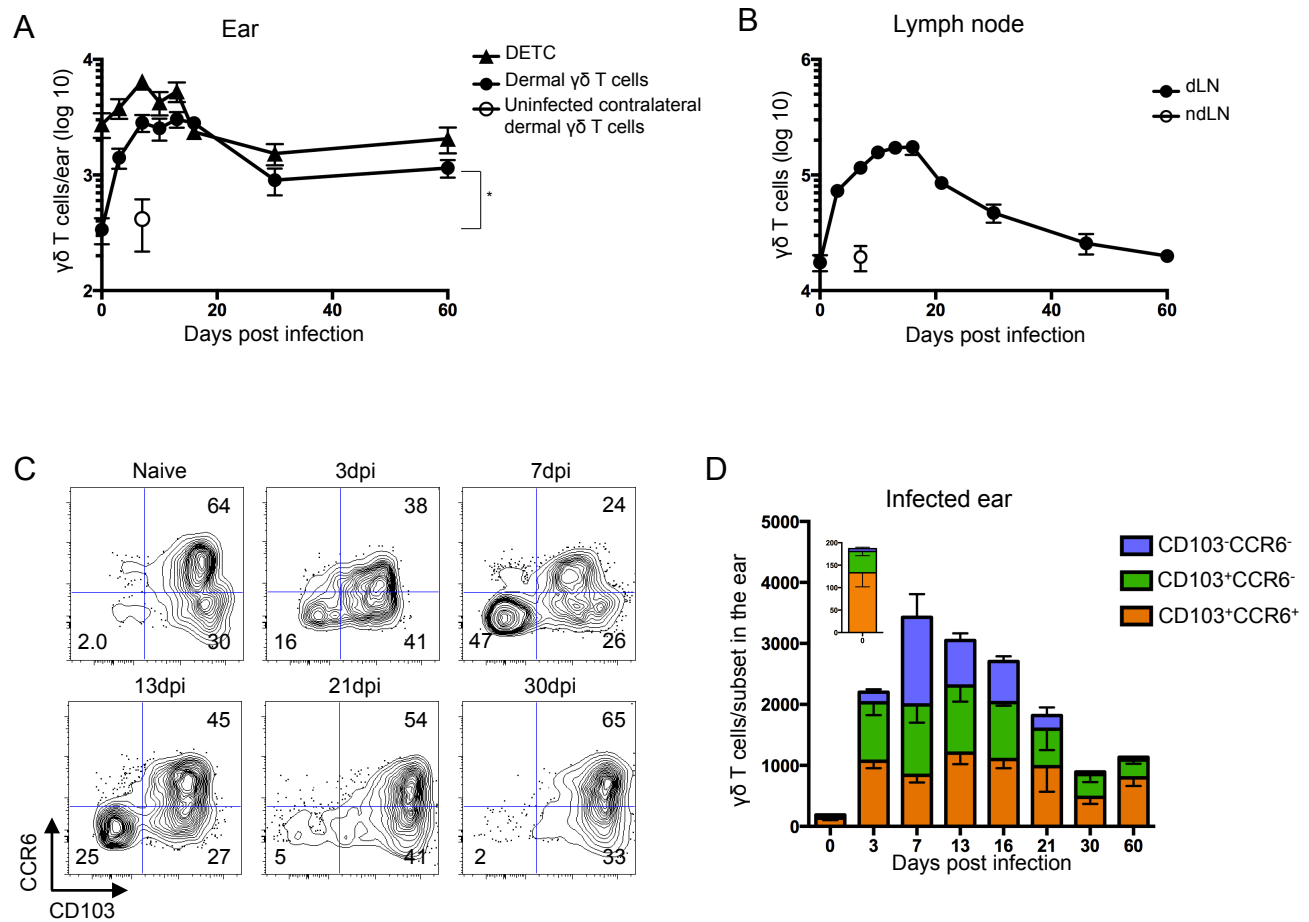 A
Ear
γδ T cells/ear (log 10)
4
3
2
0
20
40
60
Days post infection
DETC
Dermal γδ T cells
Uninfected contralateral
dermal γδ T cells
*
B
Lymph node
γδ T cells (log 10)
6
5
4
0
20
40
60
Days post infection
dLN
ndLN
C
Naive
3dpi
7dpi
64
38
24
2.0
30
16
41
47
26
13dpi
21dpi
30dpi
45
54
65
25
27
5
41
2
33
CCR6
CD103
D
Infected ear
γδ T cells/subset in the ear
5000
4000
3000
2000
1000
0
200
150
100
50
0
0
0
3
7
13
16
21
30
60
Days post infection
CD103-CCR6-
CD103+CCR6-
CD103+CCR6+